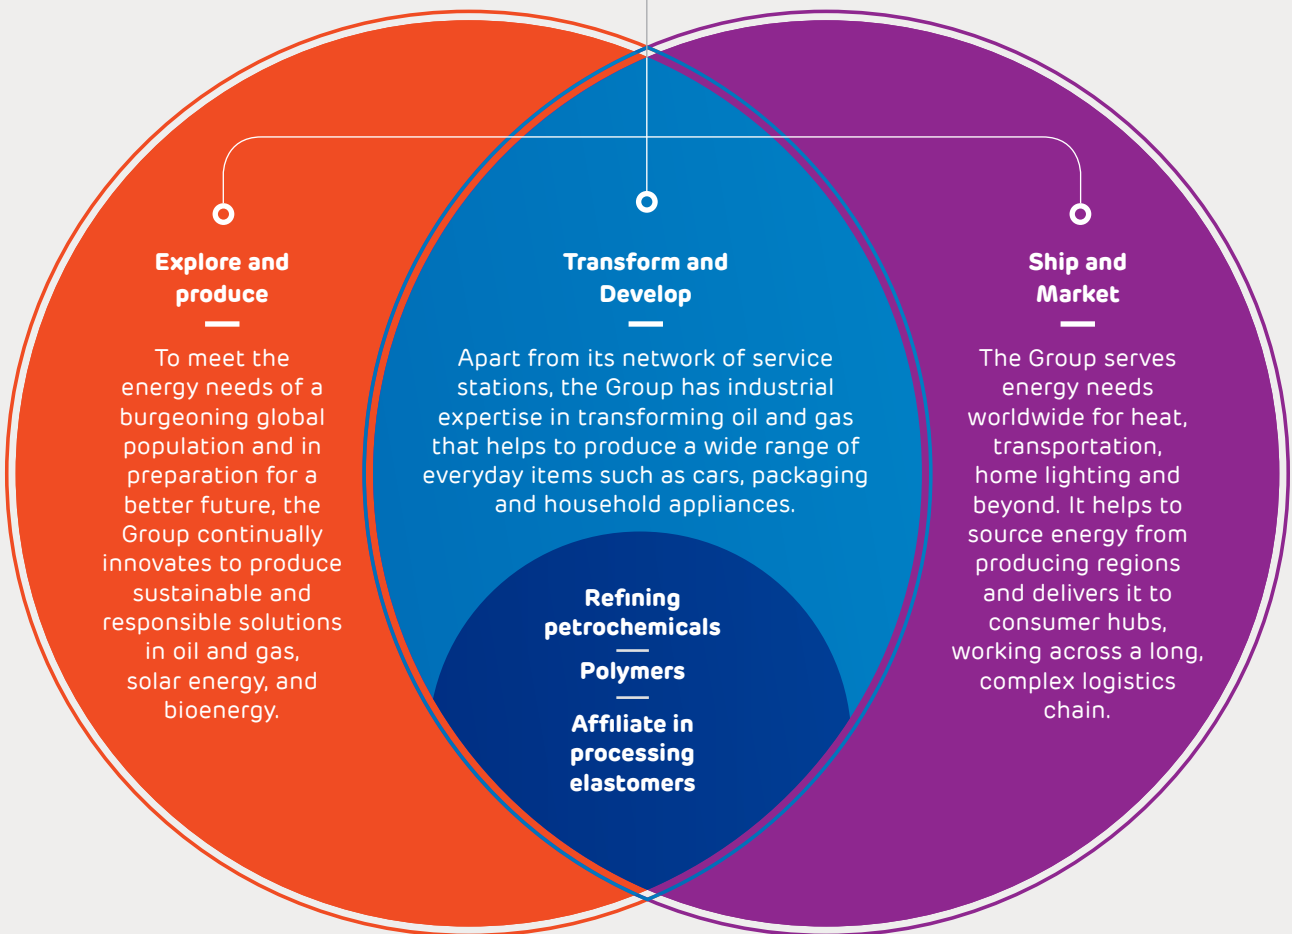 Explore and
produce
To meet the
energy needs of a
burgeoning global
population and in
preparation for a
better future, the
Group continually
innovates to produce
sustainable and
responsible solutions
in oil and gas,
solar energy, and
bioenergy.
Transform and
Develop
Apart from its network of service
stations, the Group has industrial
expertise in transforming oil and gas
that helps to produce a wide range of
everyday items such as cars, packaging
and household appliances.
Refining
petrochemicals
Polymers
Affiliate in
processing
elastomers
Ship and
Market
The Group serves
energy needs
worldwide for heat,
transportation,
home lighting and
beyond. It helps to
source energy from
producing regions
and delivers it to
consumer hubs,
working across a long,
complex logistics
chain.